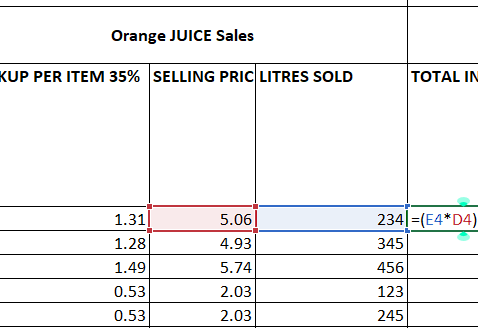 Orange JUICE Sales
KUP PER ITEM 35% SELLING PRIC LITRES SOLD TOTAL IN
1.31 5.06 234 =(E4*D4)
1.28 4.93 345
1.49 5.74 456
0.53 2.03 123
0.53 2.03 245